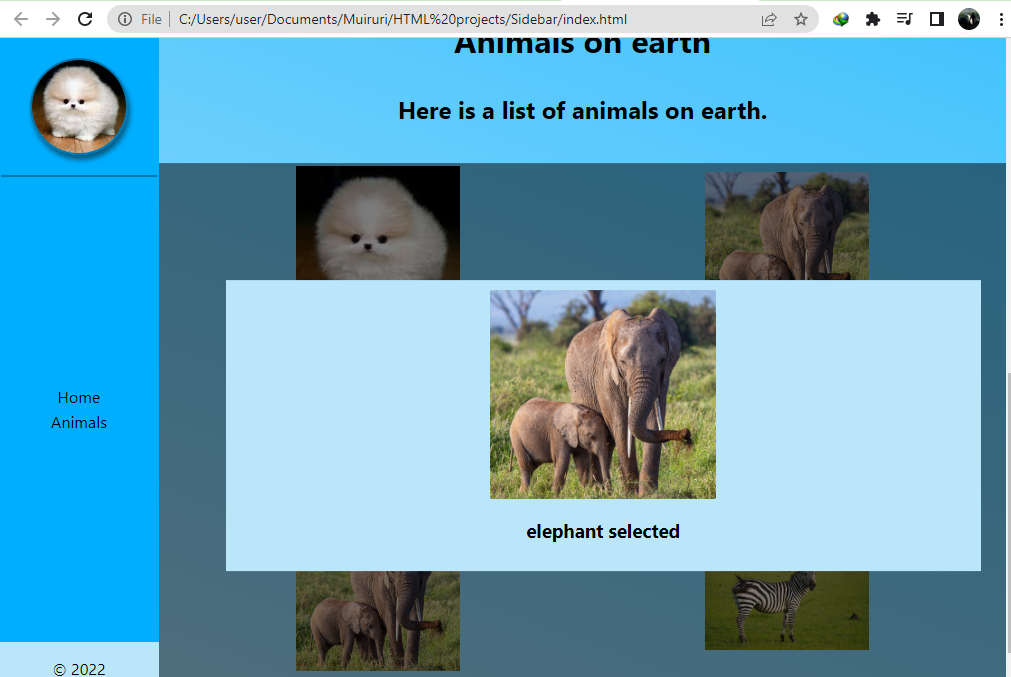 File
C:/Users/user/Documents/Muiruri/HTML%20projects/Sidebar/index.html
Animals on earth
Here is a list of animals on earth.
Home
Animals
elephant selected
© 2022